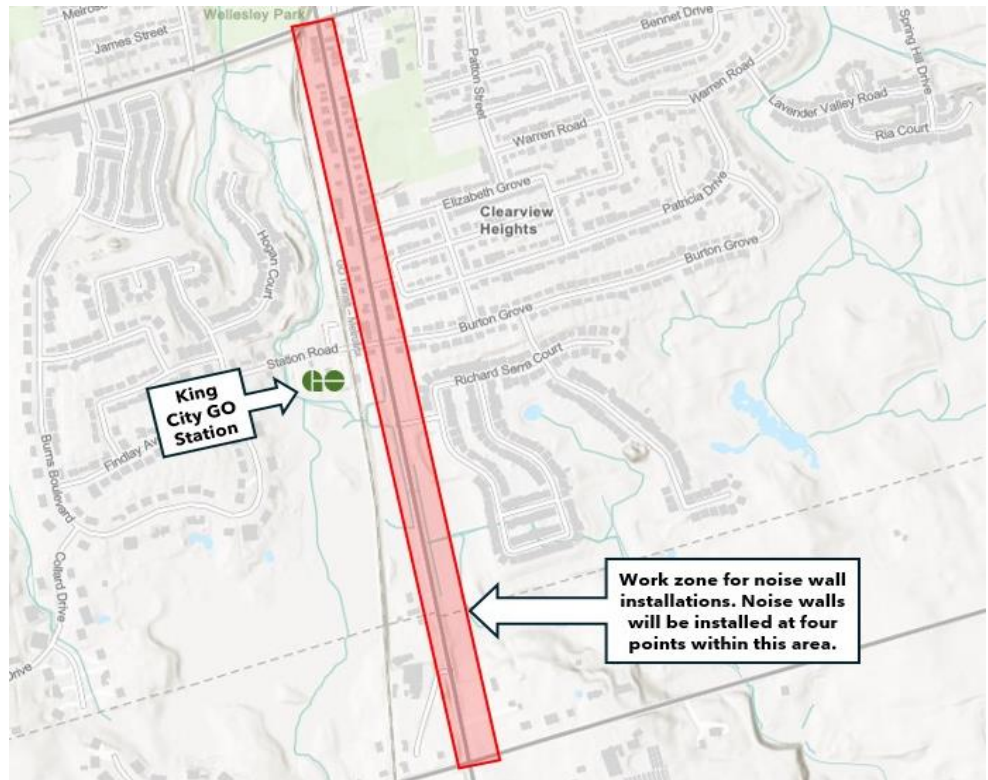 Wellesley Park
Melrose
James Street
Bennet Drive
Spring Hill Drive
Patton Street
Warren Road
Warren Road
Lavender Valley Road
Ria Court
Elizabeth Grove
Clearview
Heights
Patricia Drive
Hogan Court
Burton Grove
Burton Grove
Station Road
Richard Serra Court
GO
King
City GO
Station
Findlay
Burns Boulevard
Collard Drive
Drive
Work zone for noise wall
installations. Noise walls
will be installed at four
points within this area.